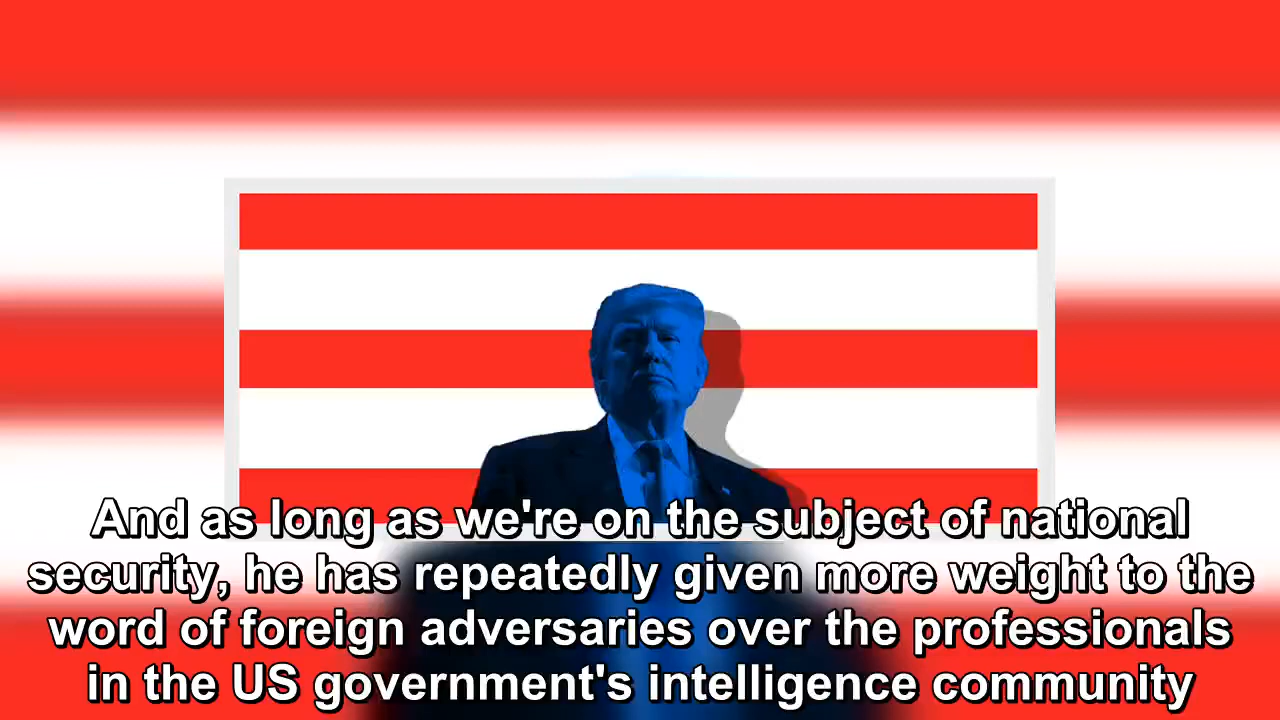 And as long as we're on the subject of national
security, he has repeatedly given more weight to the
word of foreign adversaries over the professionals
in the US government's intelligence community